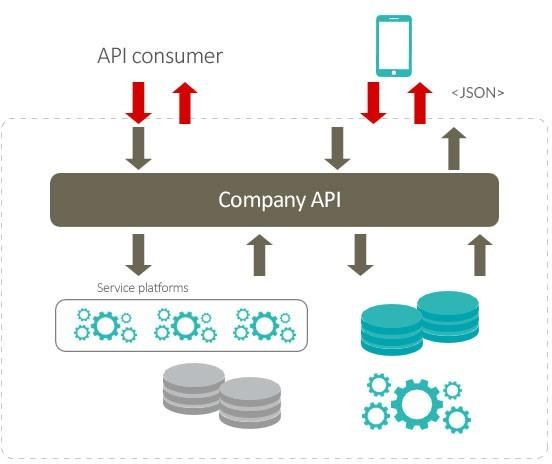 API consumer
<JSON>
Company API
Service platforms